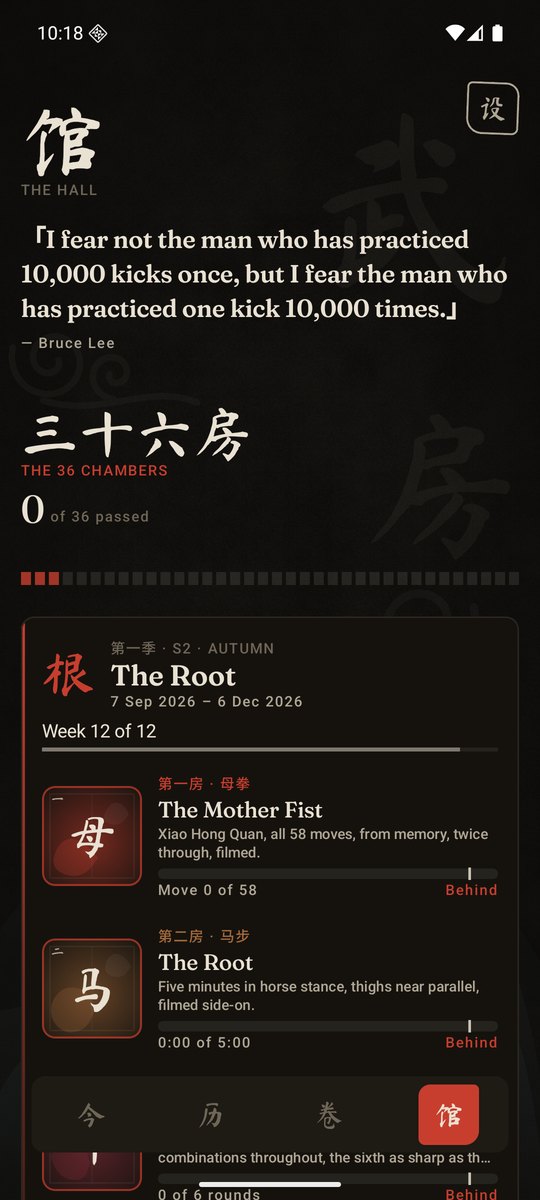 10:18
设
馆
THE HALL
「I fear not the man who has practiced
10,000 kicks once, but I fear the man who
has practiced one kick 10,000 times.」
— Bruce Lee
武
三十六房
THE 36 CHAMBERS
0 of 36 passed
房
根
第一季 · S2 · AUTUMN
The Root
7 Sep 2026 – 6 Dec 2026
Week 12 of 12
一
母
第一房 · 母拳
The Mother Fist
Xiao Hong Quan, all 58 moves, from memory, twice
through, filmed.
Move 0 of 58
Behind
二
马
第二房 · 马步
The Root
Five minutes in horse stance, thighs near parallel,
filmed side-on.
0:00 of 5:00
Behind
今
历
卷
馆
combinations throughout, the sixth as sharp as th…
0 of 6 rounds
Behind